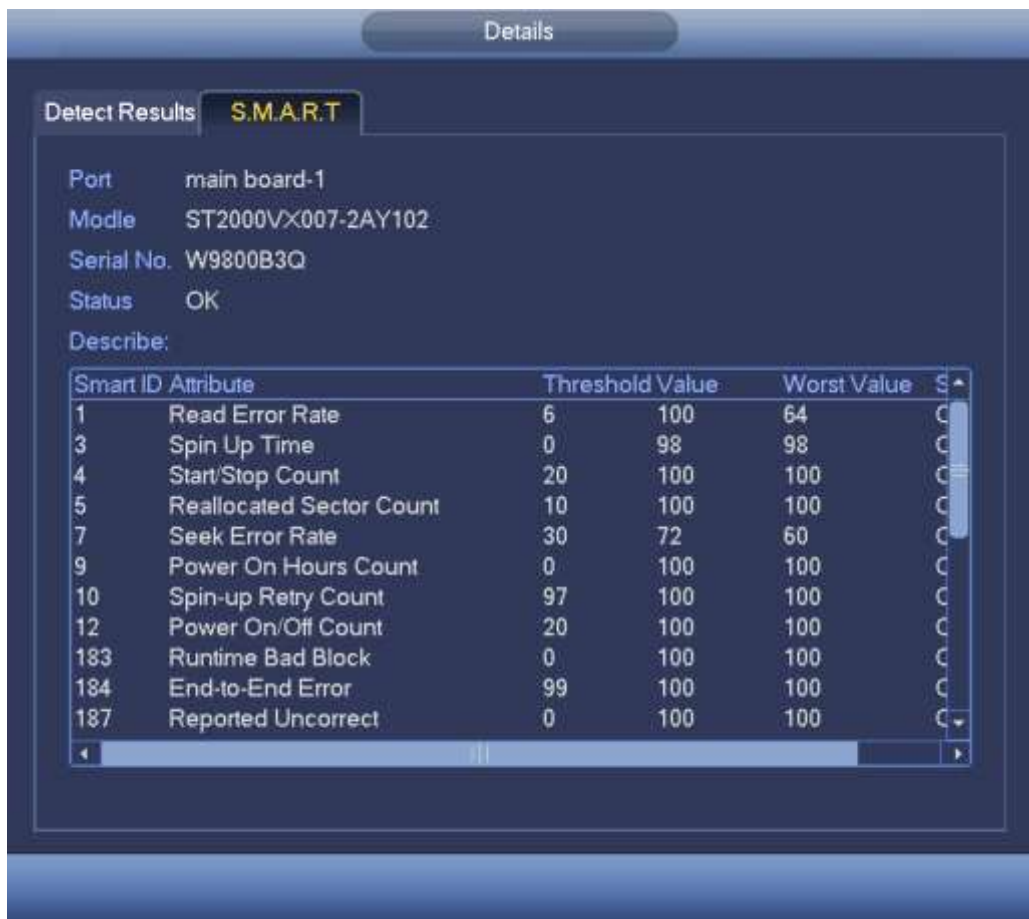 Details
Detect Results S.M.A.R.T
Port main board-1
Modle ST2000VX007-2AY102
Serial No. W9800B3Q
Status OK
Describe:
Smart ID Attribute Threshold Value Worst Value
1 Read Error Rate 6 100 64
3 Spin Up Time 0 98 98
4 Start/Stop Count 20 100 100
5 Reallocated Sector Count 10 100 100
7 Seek Error Rate 30 72 60
9 Power On Hours Count 0 100 100
10 Spin-up Retry Count 97 100 100
12 Power On/Off Count 20 100 100
183 Runtime Bad Block 0 100 100
184 End-to-End Error 99 100 100
187 Reported Uncorrect 0 100 100